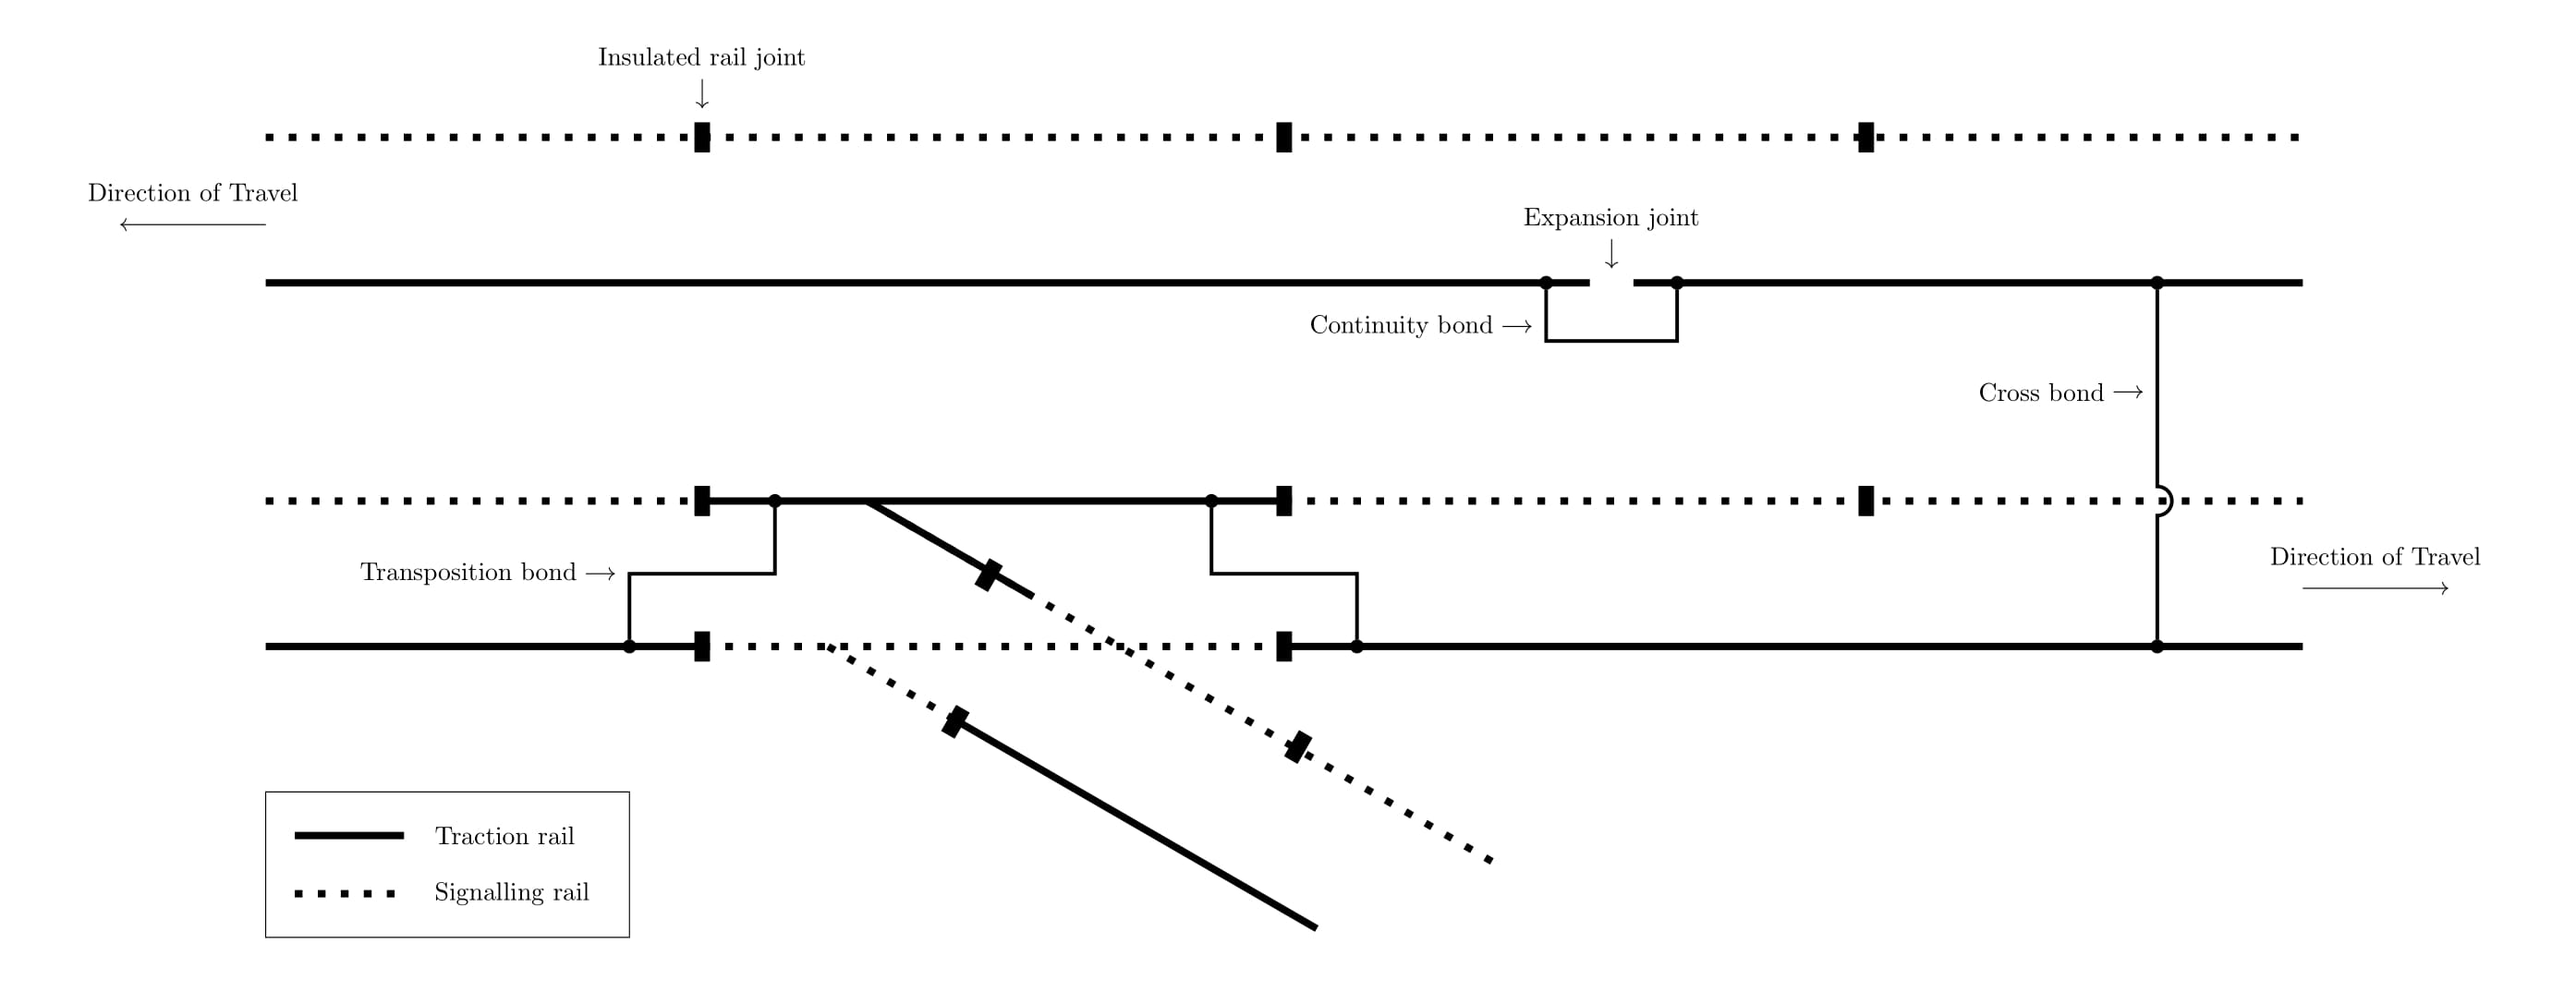 Insulated rail joint
Direction of Travel
Expansion joint
Continuity bond
Cross bond
Transposition bond
Direction of Travel
Traction rail
Signalling rail